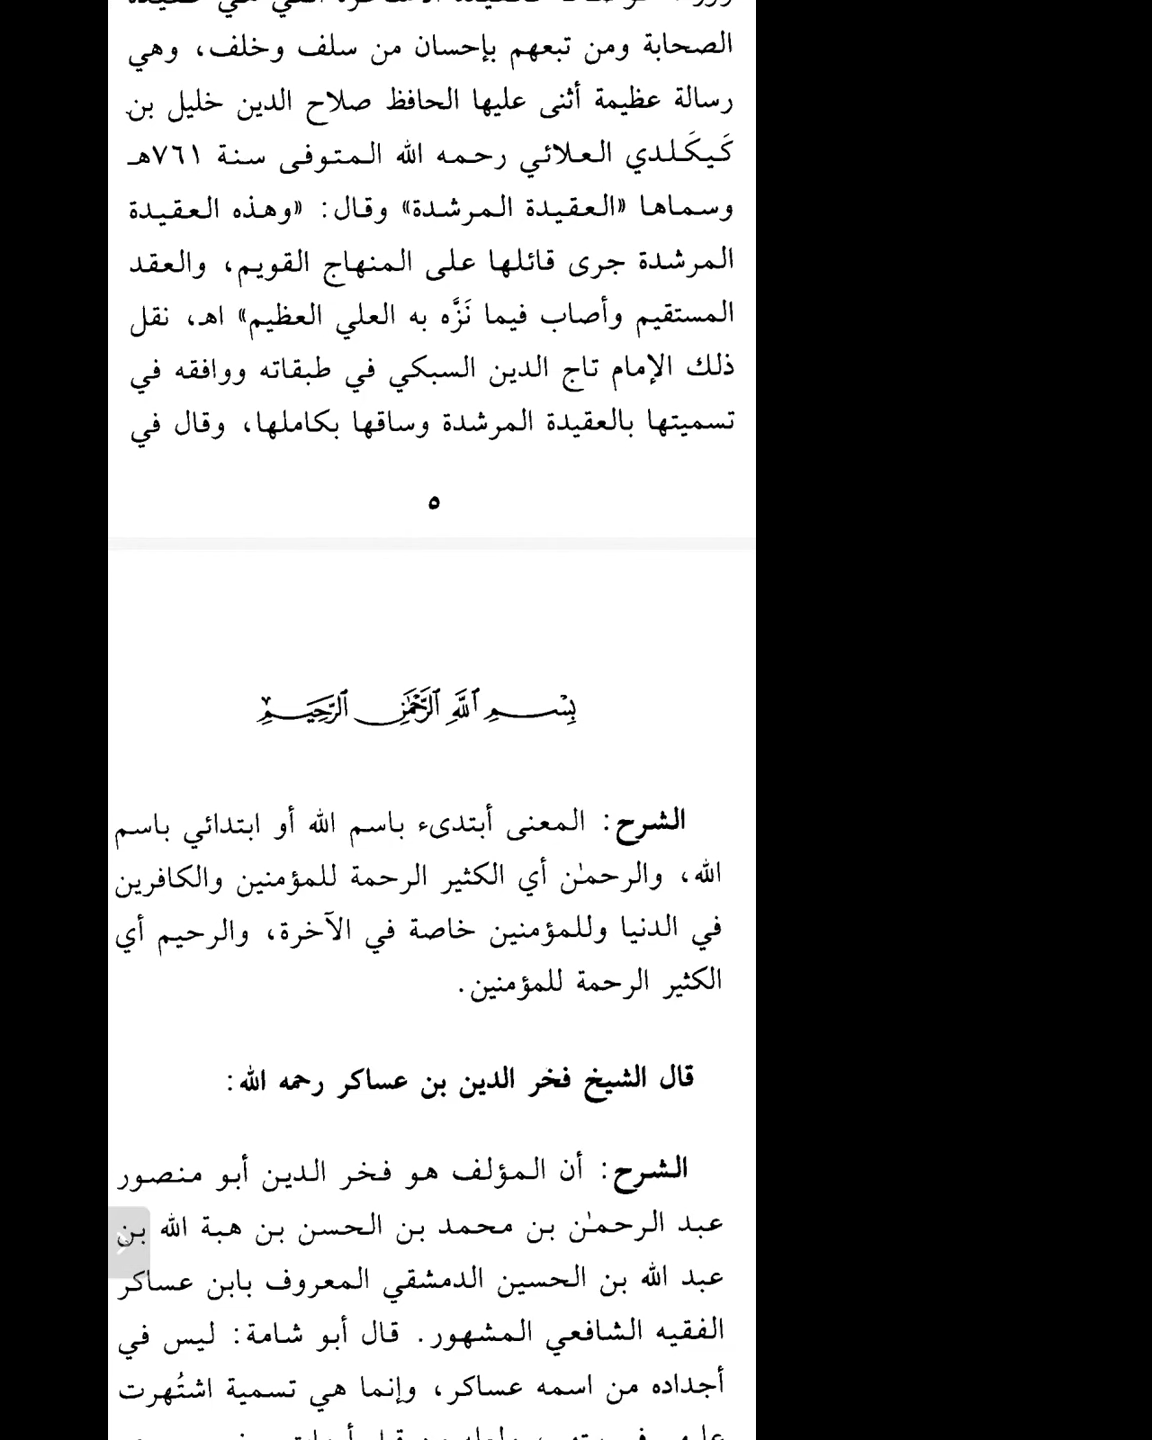 الصحابة ومن تبعهم بإحسان من سلف وخلف، وهي
رسالة عظيمة أثنى عليها الحافظ صلاح الدين خليل بن
كَيكَلدي العلائي رحمه الله المتوفى سنة ٧٦١هـ
وسماها «العقيدة المرشدة» وقال: «وهذه العقيدة
المرشدة جرى قائلها على المنهاج القويم، والعقد
المستقيم وأصاب فيما نَزَّه به العلي العظيم» اهـ، نقل
ذلك الإمام تاج الدين السبكي في طبقاته ووافقه في
تسميتها بالعقيدة المرشدة وساقها بكاملها، وقال في
٥
بِسْمِ اللَّهِ الرَّحْمَٰنِ الرَّحِيمِ
الشرح: المعنى أبتدىء باسم الله أو ابتدائي باسم
الله، والرحمـٰن أي الكثير الرحمة للمؤمنين والكافرين
في الدنيا وللمؤمنين خاصة في الآخرة، والرحيم أي
الكثير الرحمة للمؤمنين.
قال الشيخ فخر الدين بن عساكر رحمه الله:
الشرح: أن المؤلف هو فخر الدين أبو منصور
عبد الرحمـٰن بن محمد بن الحسن بن هبة الله بن
عبد الله بن الحسين الدمشقي المعروف بابن عساكر
الفقيه الشافعي المشهور. قال أبو شامة: ليس في
أجداده من اسمه عساكر، وإنما هي تسمية اشتُهرت